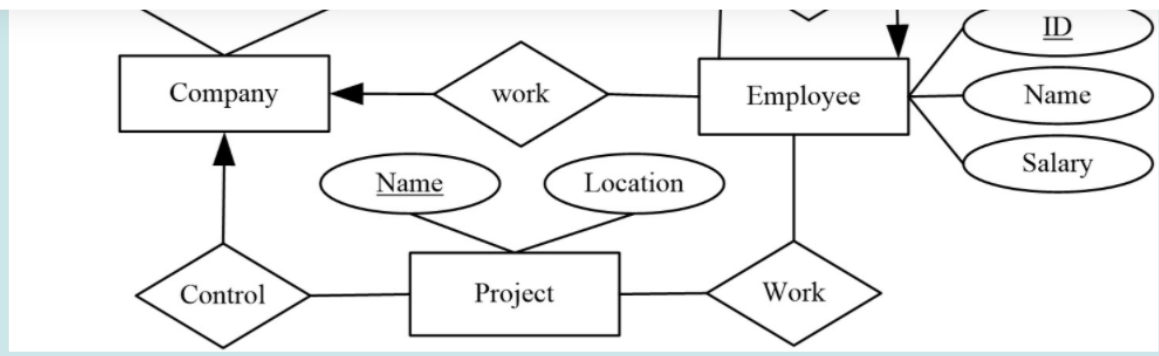 ID
Company
work
Employee
Name
Name
Location
Salary
Control
Project
Work